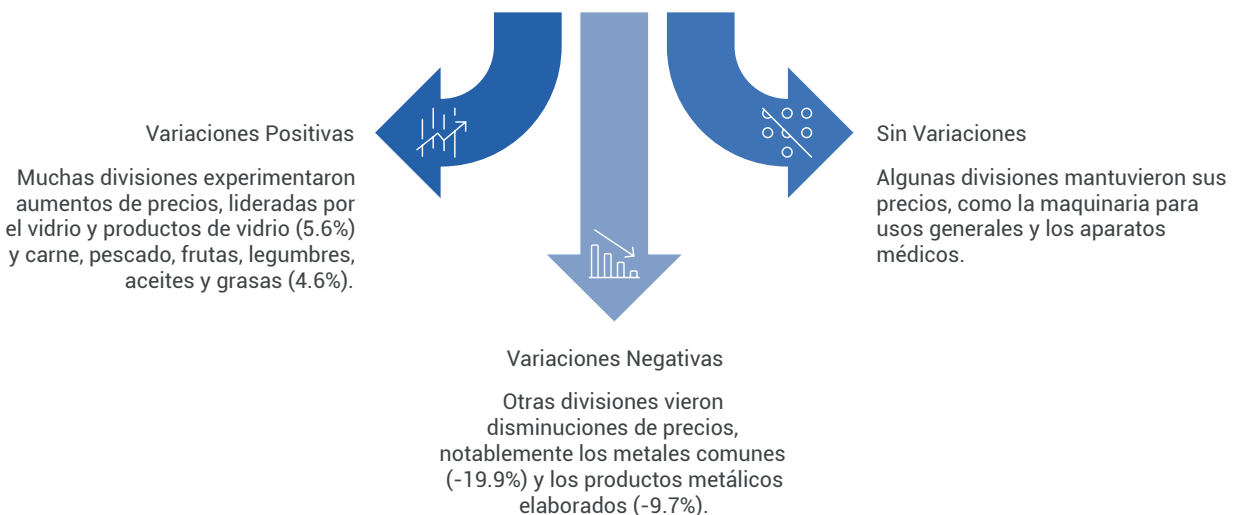 Variaciones Positivas
Muchas divisiones experimentaron
aumentos de precios, lideradas por
el vidrio y productos de vidrio (5.6%)
y carne, pescado, frutas, legumbres,
aceites y grasas (4.6%).
Sin Variaciones
Algunas divisiones mantuvieron sus
precios, como la maquinaria para
usos generales y los aparatos
médicos.
Variaciones Negativas
Otras divisiones vieron
disminuciones de precios,
notablemente los metales comunes
(-19.9%) y los productos metálicos
elaborados (-9.7%).